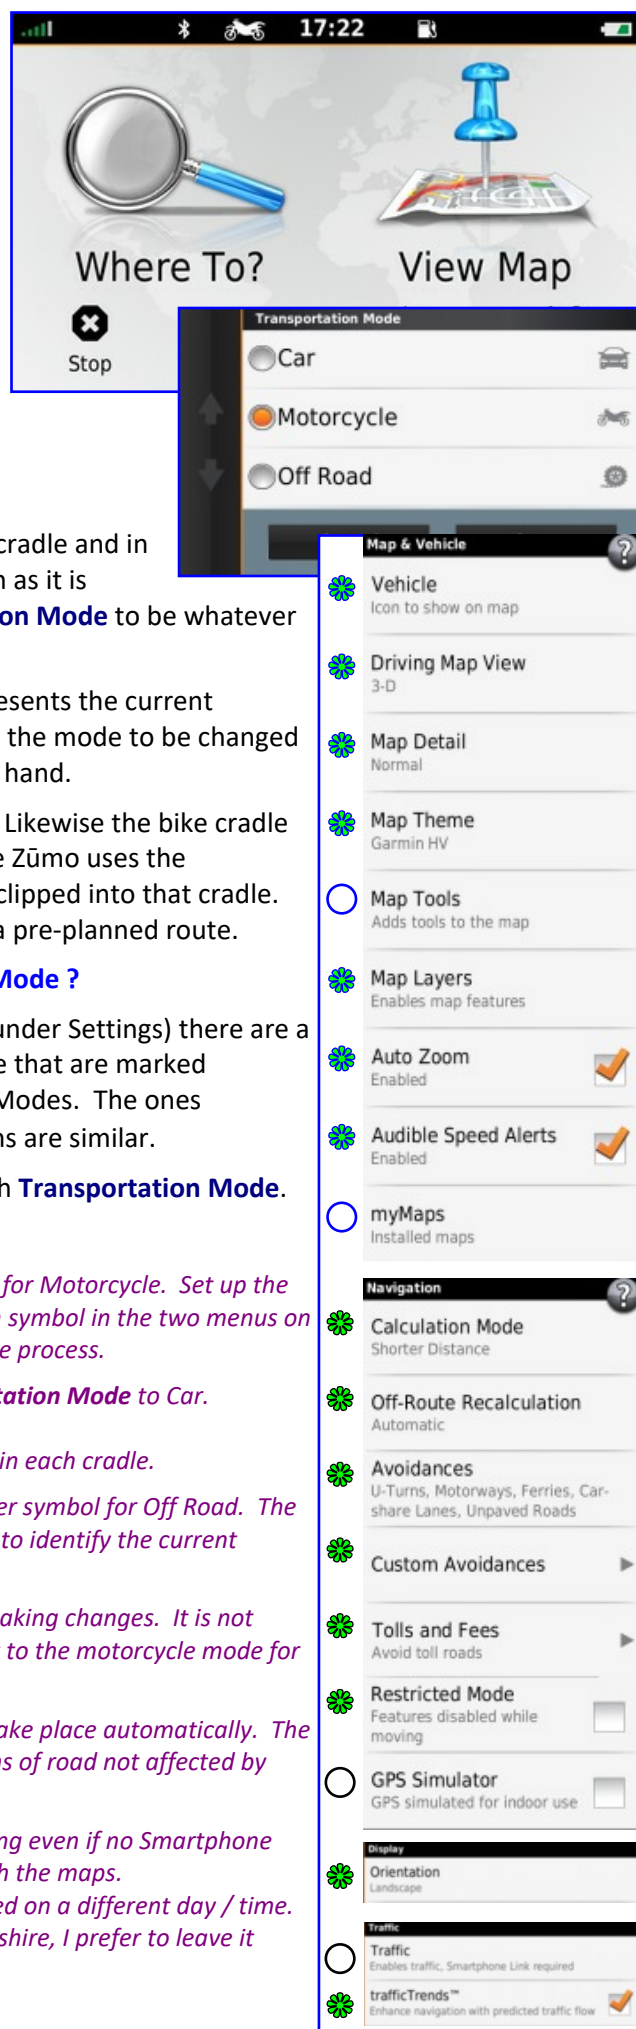 17:22
Where To?
View Map
Stop
Transportation Mode
Car
Motorcycle
Off Road
cradle and in
as it is
on Mode to be whatever
esents the current
the mode to be changed
hand.
Likewise the bike cradle
e Zūmo uses the
clipped into that cradle.
a pre-planned route.
Mode ?
under Settings) there are a
e that are marked
Modes. The ones
ns are similar.
h Transportation Mode.
for Motorcycle. Set up the
symbol in the two menus on
e process.
tation Mode to Car.
in each cradle.
er symbol for Off Road. The
to identify the current
aking changes. It is not
to the motorcycle mode for
ake place automatically. The
ns of road not affected by
ng even if no Smartphone
h the maps.
ed on a different day / time.
shire, I prefer to leave it
Map & Vehicle
?
Vehicle
Icon to show on map
Driving Map View
3-D
Map Detail
Normal
Map Theme
Garmin HV
Map Tools
Adds tools to the map
Map Layers
Enables map features
Auto Zoom
Enabled
Audible Speed Alerts
Enabled
myMaps
Installed maps
Navigation
?
Calculation Mode
Shorter Distance
Off-Route Recalculation
Automatic
Avoidances
U-Turns, Motorways, Ferries, Car-
share Lanes, Unpaved Roads
Custom Avoidances
Tolls and Fees
Avoid toll roads
Restricted Mode
Features disabled while
moving
GPS Simulator
GPS simulated for indoor use
Display
Orientation
Landscape
Traffic
Traffic
Enables traffic, Smartphone Link required
trafficTrends™
Enhance navigation with predicted traffic flow